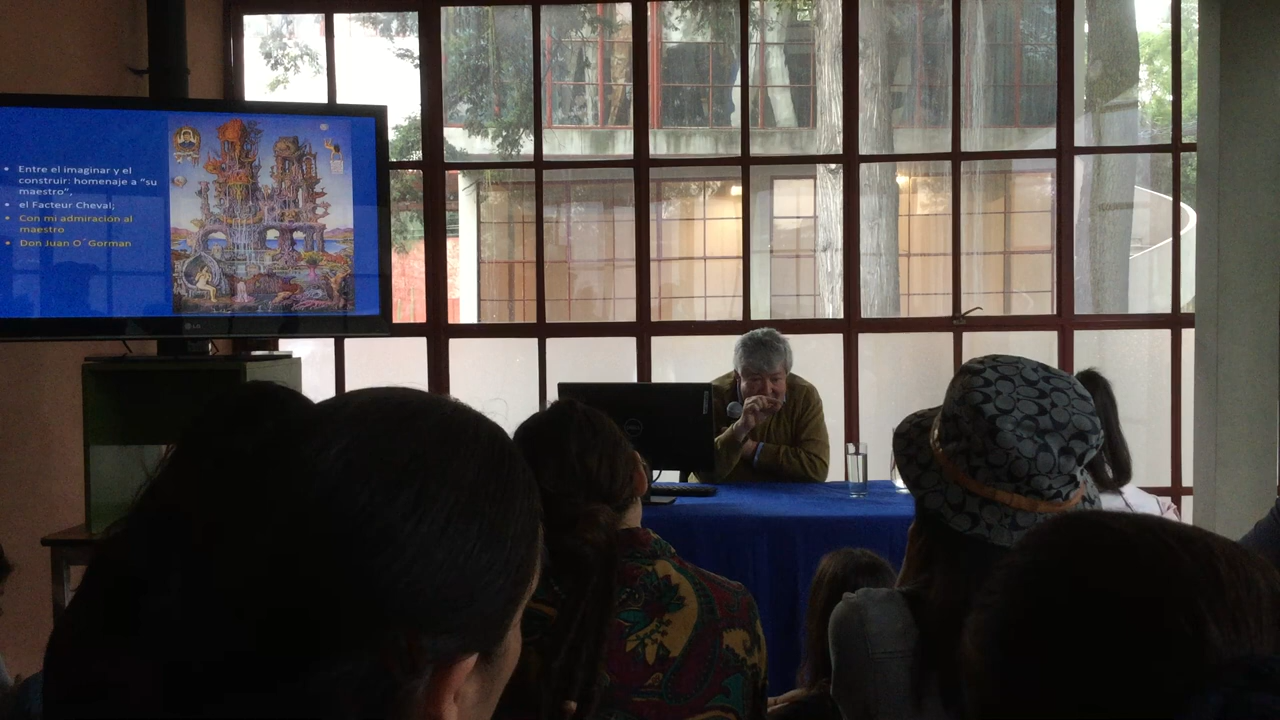 • Entre el imaginar y el
construir: homenaje a "su
maestro".
• el Facteur Cheval;
• Con mi admiración al
maestro
• Don Juan O´Gorman
LG
DELL